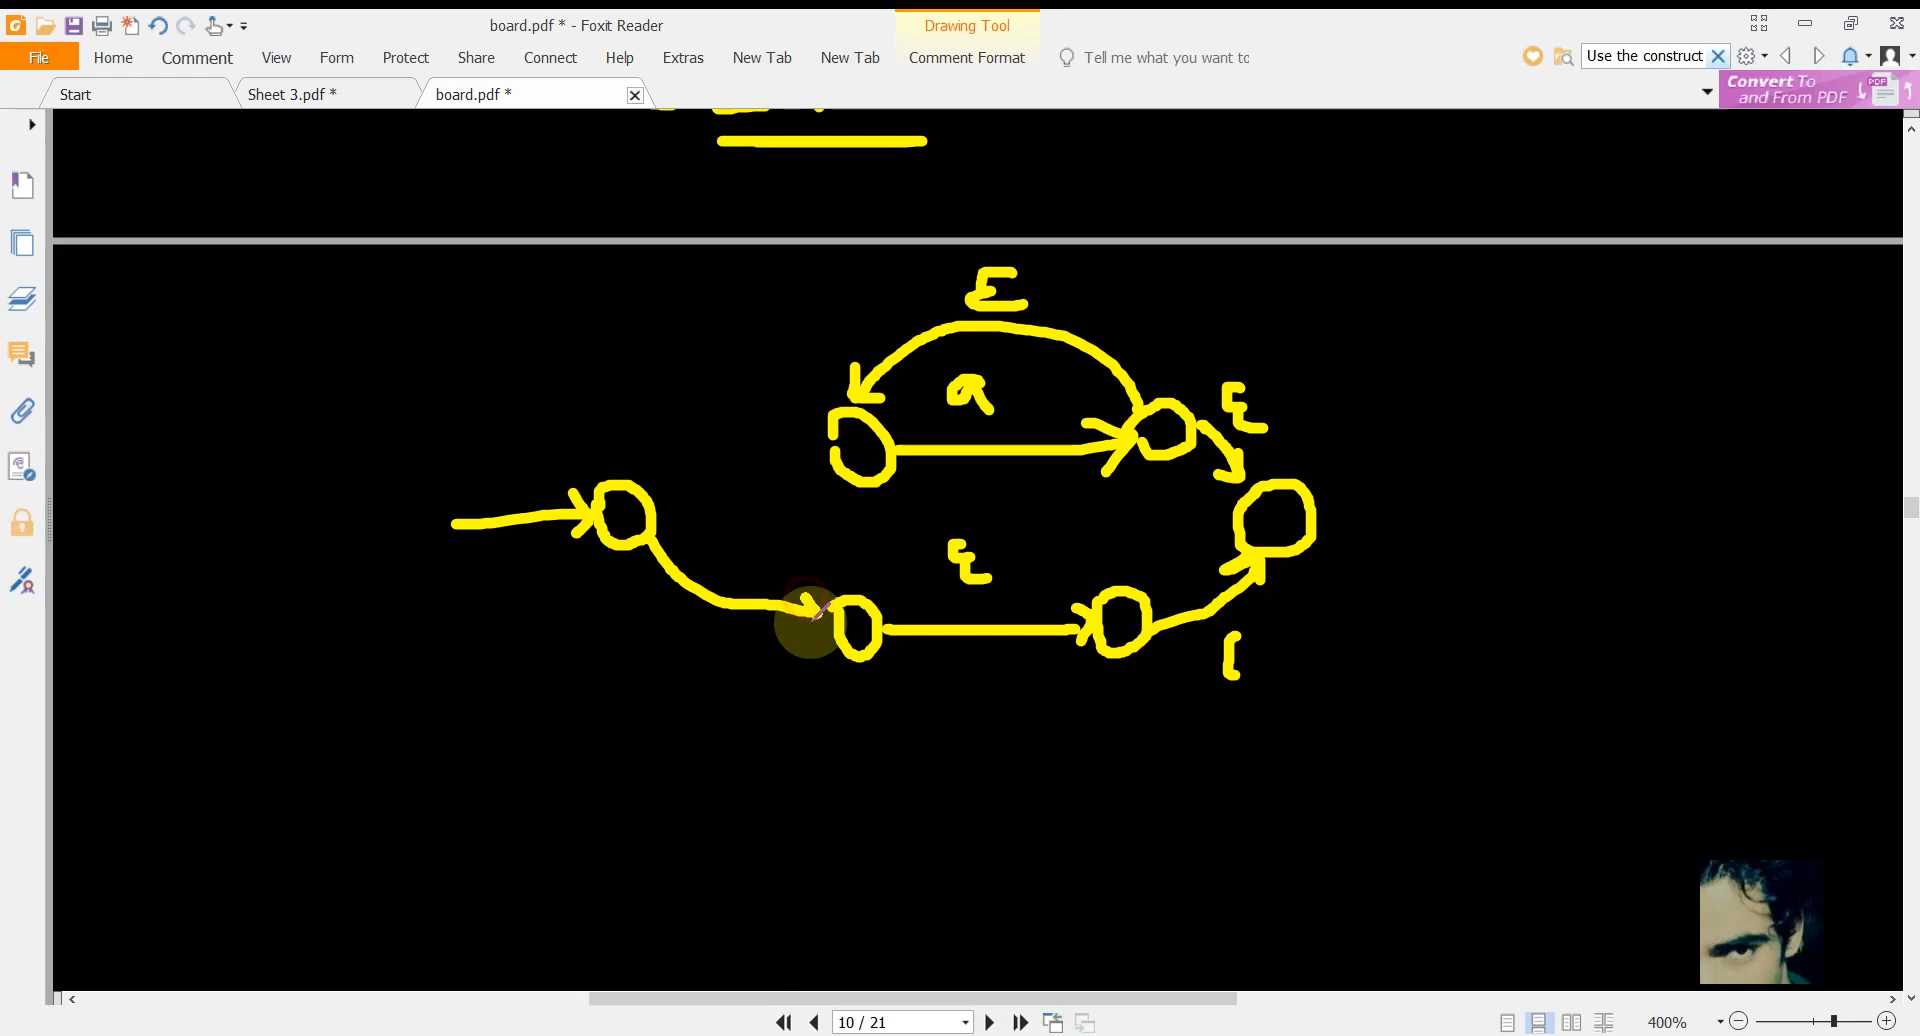 board.pdf * - Foxit Reader
Drawing Tool
File
Home
Comment
View
Form
Protect
Share
Connect
Help
Extras
New Tab
New Tab
Comment Format
Tell me what you want to
Use the construct
Start
Sheet 3.pdf *
board.pdf *
Convert To
and From PDF
PDF
ε
a
ε
ε
10 / 21
400%